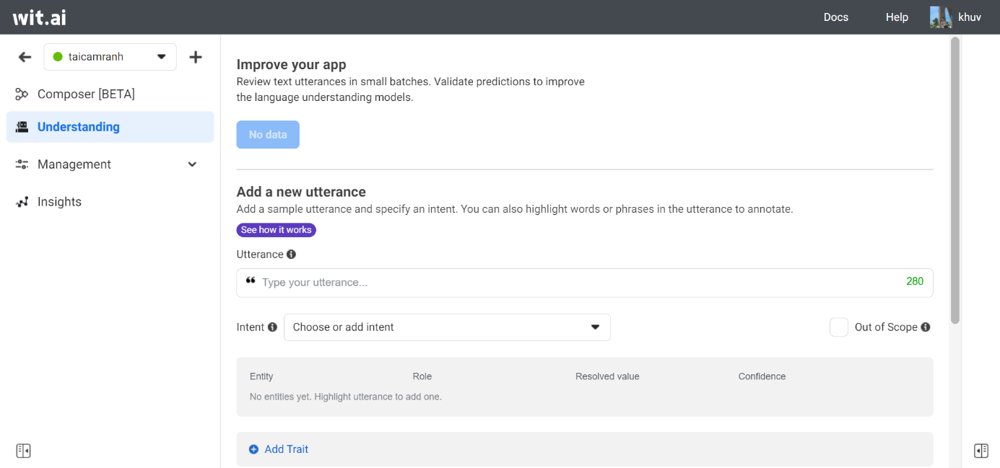 wit.ai
Docs
Help
khuv
taicamranh
Composer [BETA]
Understanding
Management
Insights
Improve your app
Review text utterances in small batches. Validate predictions to improve
the language understanding models.
No data
Add a new utterance
Add a sample utterance and specify an intent. You can also highlight words or phrases in the utterance to annotate.
See how it works
Utterance
Type your utterance...
280
Intent
Choose or add intent
Out of Scope
Entity Role Resolved value Confidence
No entities yet. Highlight utterance to add one.
Add Trait